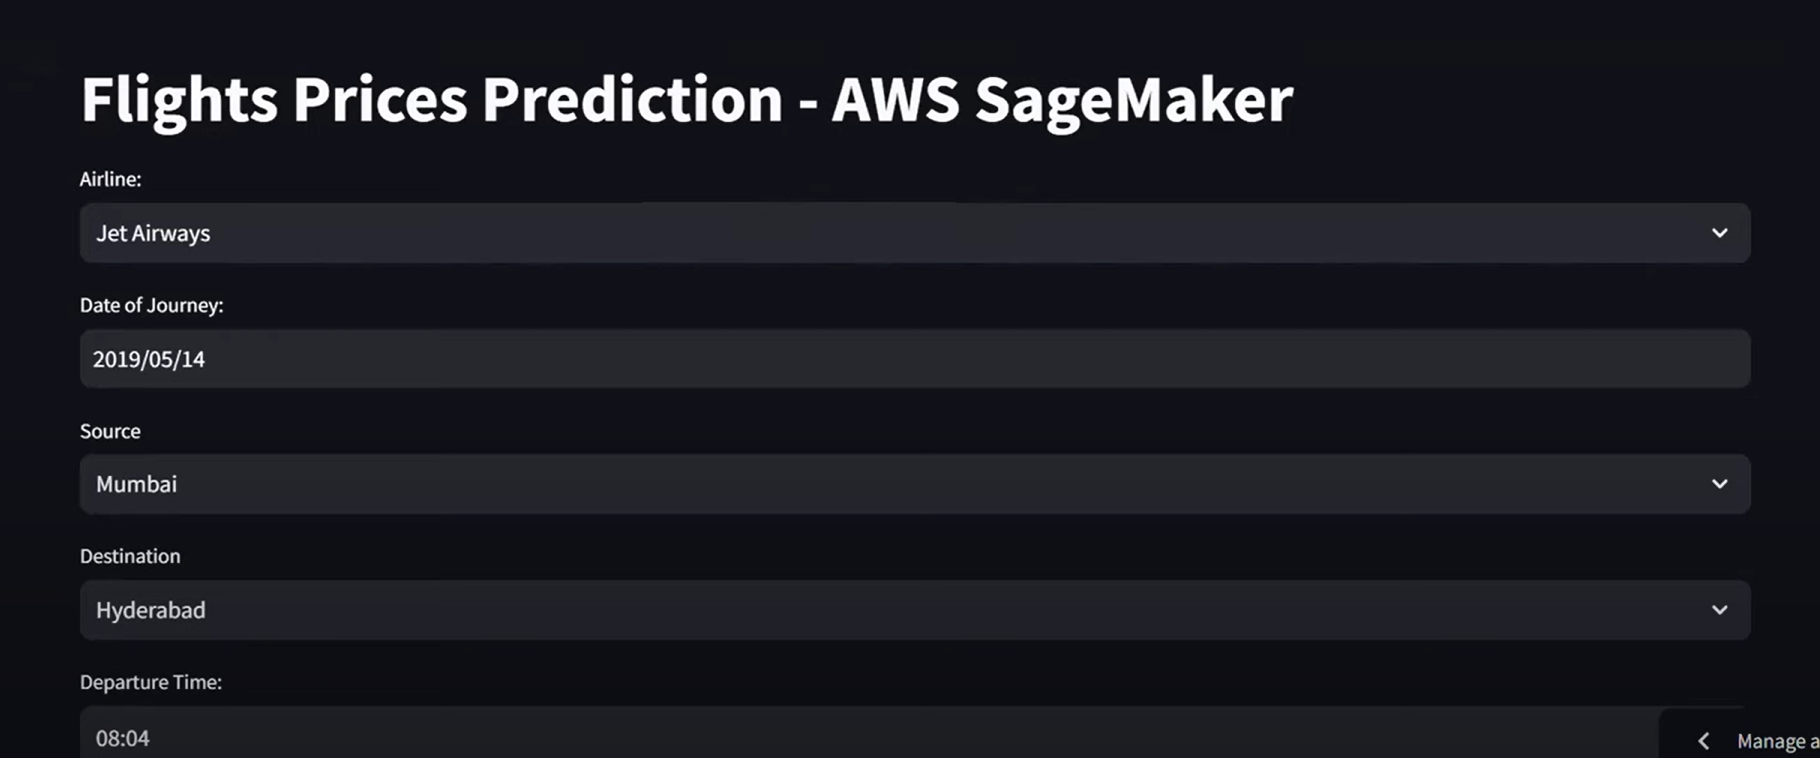 Flights Prices Prediction - AWS SageMaker
Airline:
Jet Airways
Date of Journey:
2019/05/14
Source
Mumbai
Destination
Hyderabad
Departure Time:
08:04
Manage a